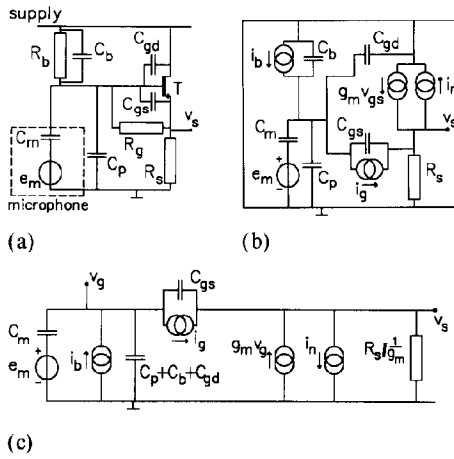 supply
R_b
C_b
C_gd
T
C_gs
v_s
C_m
R_g
C_p
R_s
e_m
microphone
(a)
i_b
C_b
C_gd
g_m v_gs
i_n
v_s
C_m
C_gs
+
e_m
-
C_p
i_g
R_s
(b)
v_g
C_gs
v_s
C_m
+
e_m
-
i_b
i_g
C_p+C_b+C_gd
g_m v_g
i_n
R_s//1/g_m
(c)